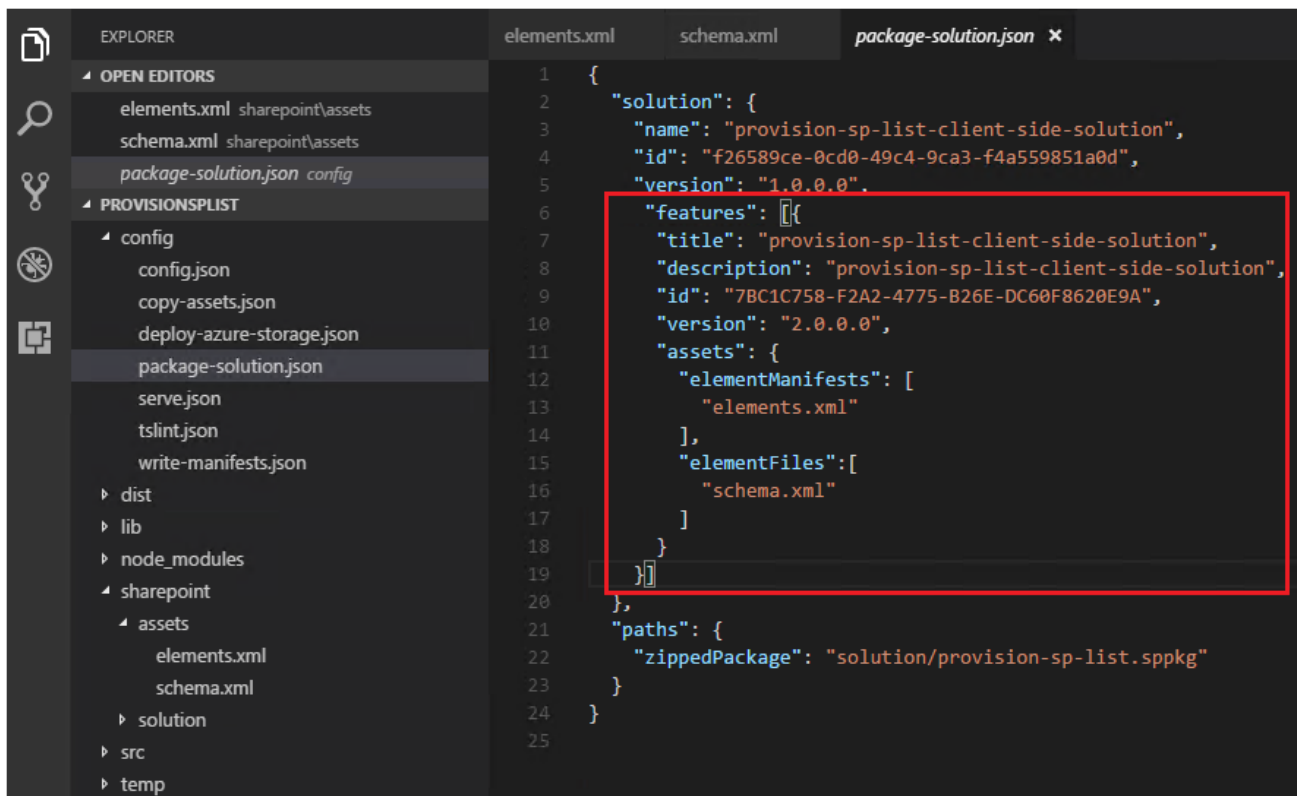 EXPLORER
OPEN EDITORS
elements.xml sharepoint\assets
schema.xml sharepoint\assets
package-solution.json config
PROVISIONSPLIST
config
config.json
copy-assets.json
deploy-azure-storage.json
package-solution.json
serve.json
tslint.json
write-manifests.json
dist
lib
node_modules
sharepoint
assets
elements.xml
schema.xml
solution
src
temp
elements.xml schema.xml package-solution.json ×
1 {
2 "solution": {
3 "name": "provision-sp-list-client-side-solution",
4 "id": "f26589ce-0cd0-49c4-9ca3-f4a559851a0d",
5 "version": "1.0.0.0",
6 "features": [{
7 "title": "provision-sp-list-client-side-solution",
8 "description": "provision-sp-list-client-side-solution",
9 "id": "7BC1C758-F2A2-4775-B26E-DC60F8620E9A",
10 "version": "2.0.0.0",
11 "assets": {
12 "elementManifests": [
13 "elements.xml"
14 ],
15 "elementFiles":[
16 "schema.xml"
17 ]
18 }
19 }]
20 },
21 "paths": {
22 "zippedPackage": "solution/provision-sp-list.sppkg"
23 }
24 }
25